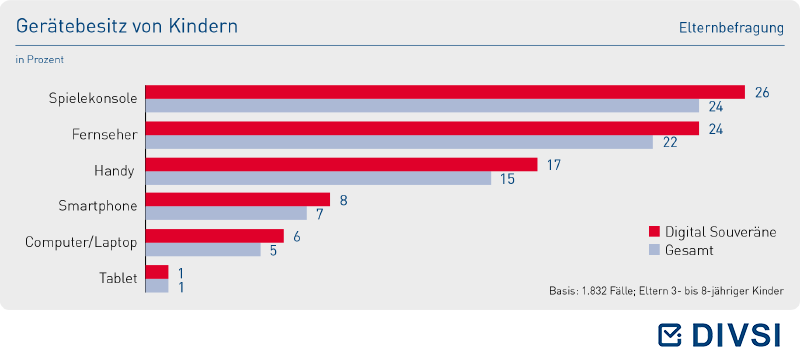 Gerätebesitz von Kindern
Elternbefragung
in Prozent
Spielekonsole 26
24
Fernseher 24
22
Handy 17
15
Smartphone 8
7
Computer/Laptop 6
5
Tablet 1
1
Digital Souveräne
Gesamt
Basis: 1.832 Fälle; Eltern 3- bis 8-jähriger Kinder
DIVSI